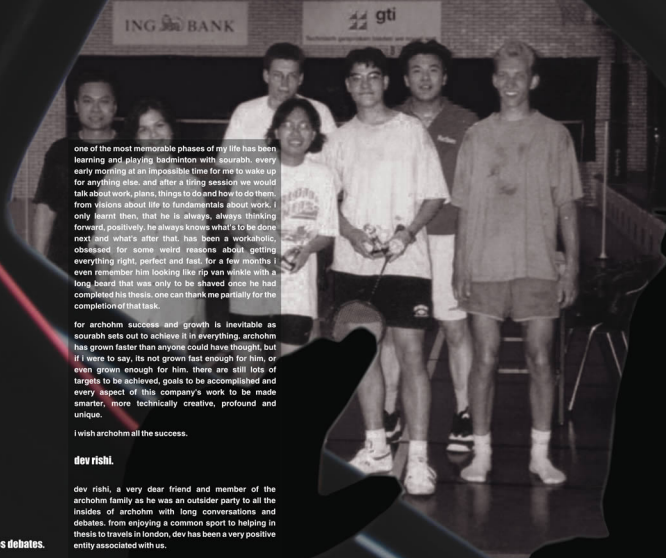 ING BANK
gti
one of the most memorable phases of my life has been
learning and playing badminton with sourabh. every
early morning at an impossible time for me to wake up
for anything else. and after a tiring session we would
talk about work, plans, things to do and how to do them.
from visions about life to fundamentals about work. i
only learnt then, that he is always, always thinking
forward, positively. he always knows what's to be done
next and what's after that. has been a workaholic,
obsessed for some weird reasons about getting
everything right, perfect and fast. for a few months i
even remember him looking like rip van winkle with a
long beard that was only to be shaved once he had
completed his thesis. one can thank me partially for the
completion of that task.
for archohm success and growth is inevitable as
sourabh sets out to achieve it in everything. archohm
has grown faster than anyone could have thought, but
if i were to say, its not grown fast enough for him, or
even grown enough for him. there are still lots of
targets to be achieved, goals to be accomplished and
every aspect of this company's work to be made
smarter, more technically creative, profound and
unique.
i wish archohm all the success.
dev rishi.
dev rishi, a very dear friend and member of the
archohm family as he was an outsider party to all the
insides of archohm with long conversations and
debates. from enjoying a common sport to helping in
thesis to travels in london, dev has been a very positive
entity associated with us.
s debates.